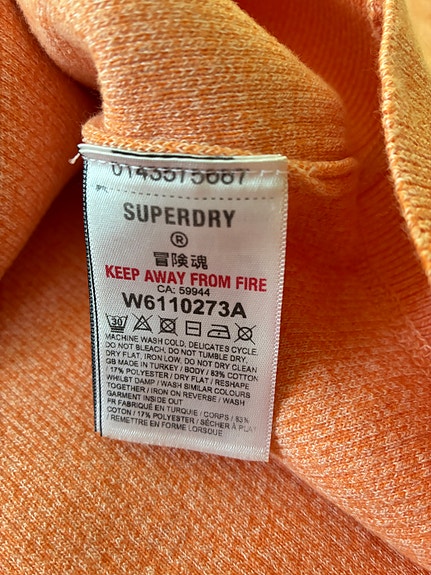 0143575667
SUPERDRY
®
冒険魂
KEEP AWAY FROM FIRE
CA: 59944
W6110273A
30
MACHINE WASH COLD, DELICATES CYCLE.
DO NOT BLEACH, DO NOT TUMBLE DRY.
DRY FLAT, IRON LOW, DO NOT DRY CLEAN
GB MADE IN TURKEY / BODY / 83% COTTON
/ 17% POLYESTER / DRY FLAT / RESHAPE
WHILST DAMP / WASH SIMILAR COLOURS
TOGETHER / IRON ON REVERSE / WASH
GARMENT INSIDE OUT
FR FABRIQUÉ EN TURQUIE / CORPS / 83%
COTON / 17% POLYESTER / SÉCHER À PLAT
/ REMETTRE EN FORME LORSQUE